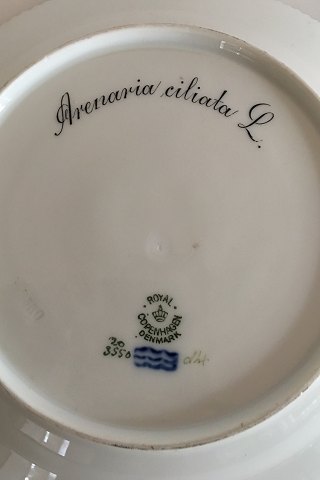 Arenaria ciliata L.
ROYAL
COPENHAGEN
DENMARK
20
3550